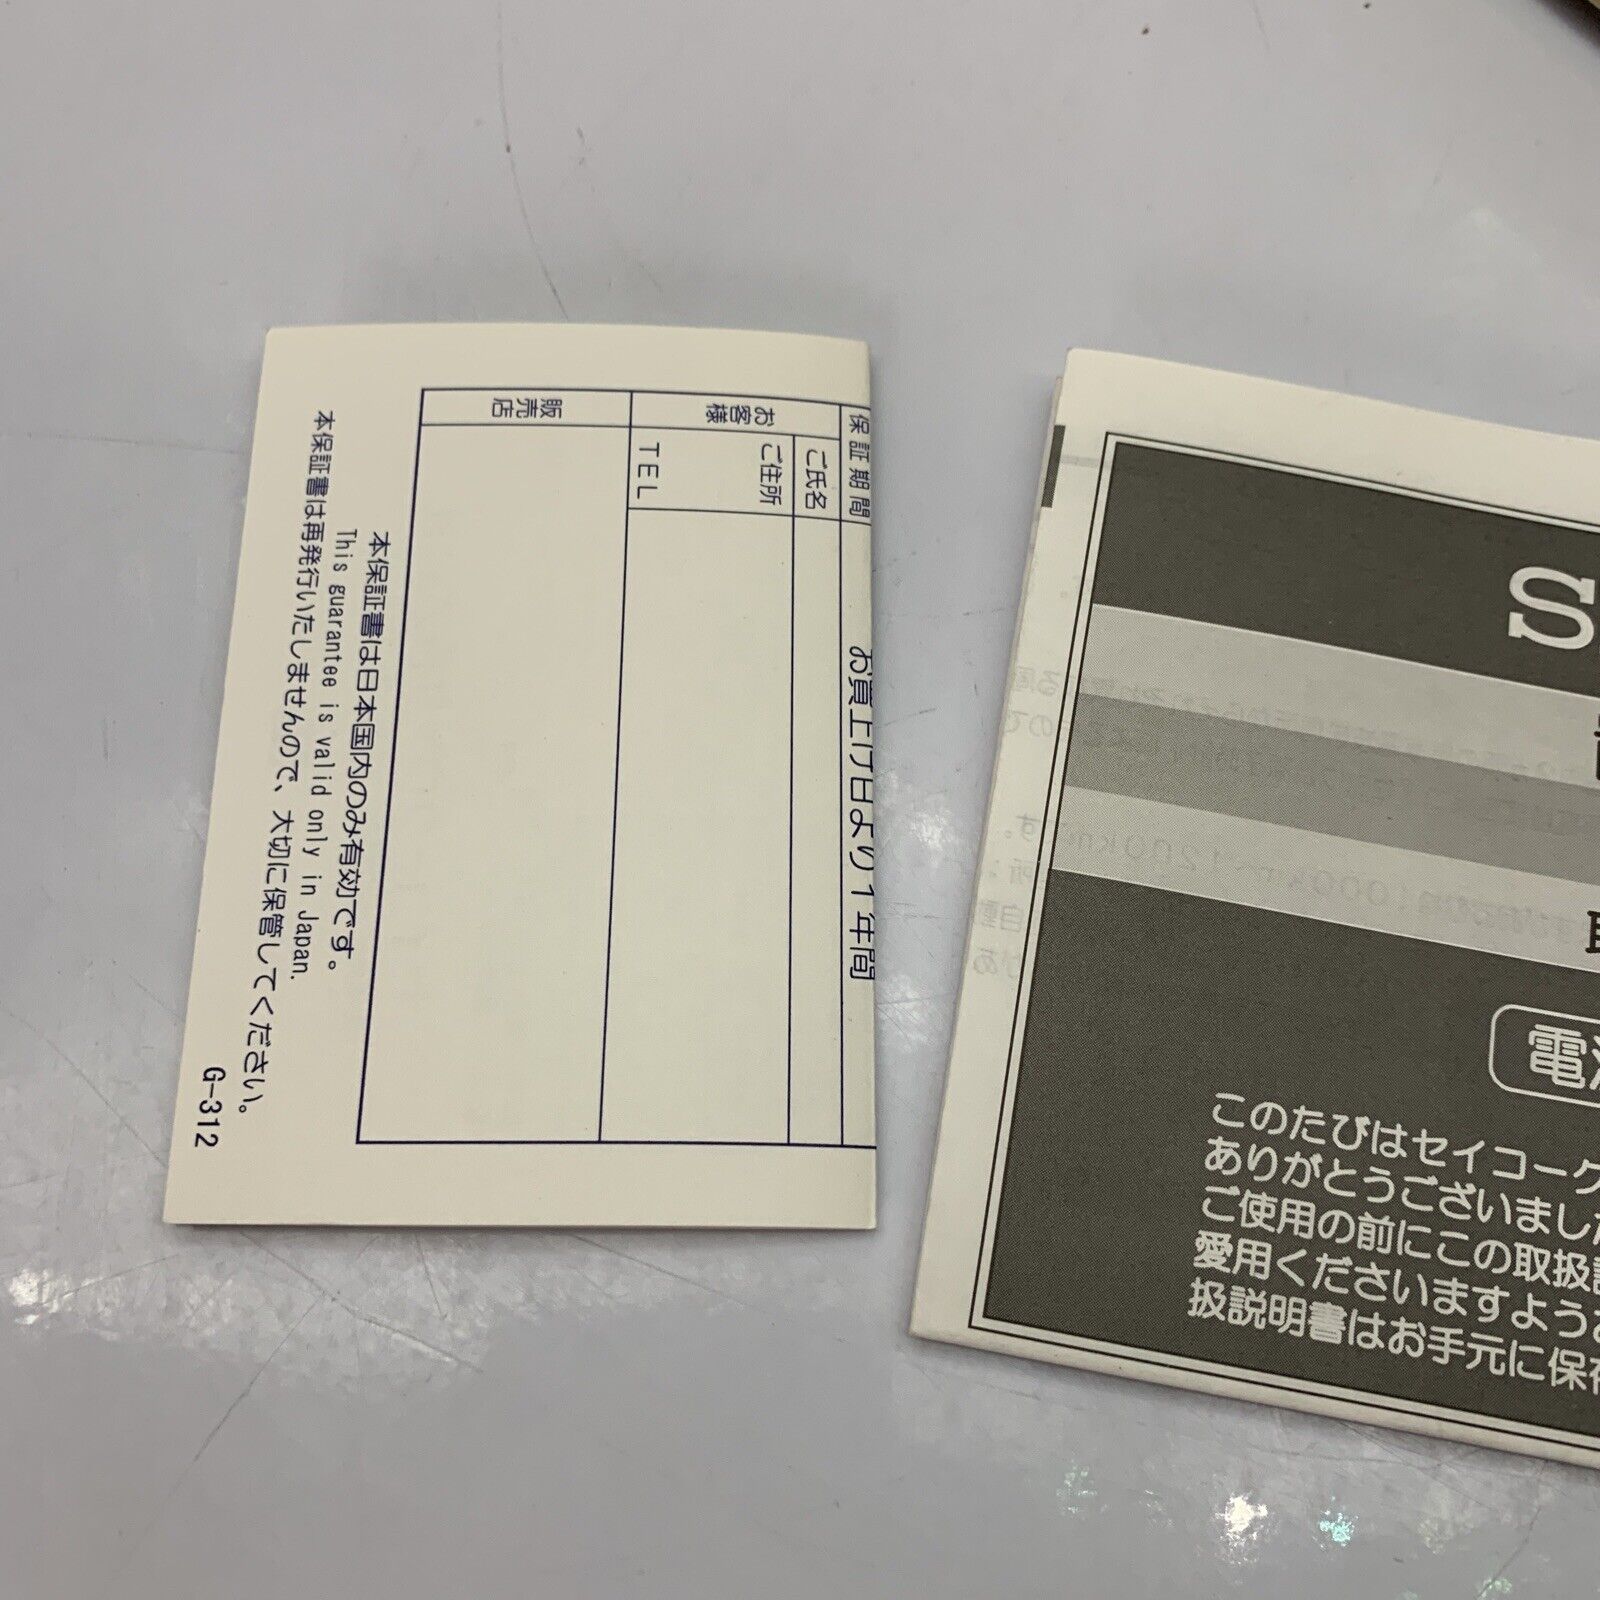 保証期間
お買上げ日より1年間
お客様
ご氏名
ご住所
TEL
販売店
本保証書は日本国内のみ有効です。
This guarantee is valid only in Japan.
本保証書は再発行いたしませんので、大切に保管してください。
G-312
S
電
このたびはセイコーク
ありがとうございました
ご使用の前にこの取扱説
愛用くださいますよう
扱説明書はお手元に保存